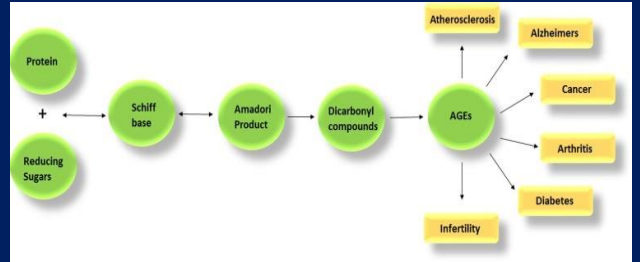 Protein
+
Reducing
Sugars
Schiff
base
Amadori
Product
Dicarbonyl
compounds
AGEs
Atherosclerosis
Alzheimers
Cancer
Arthritis
Diabetes
Infertility